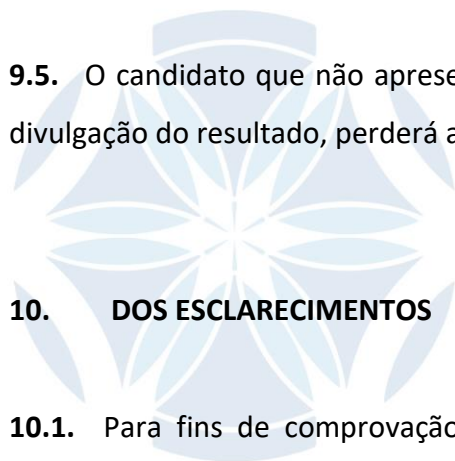 9.5. O candidato que não aprese
divulgação do resultado, perderá a
10. DOS ESCLARECIMENTOS
10.1. Para fins de comprovação